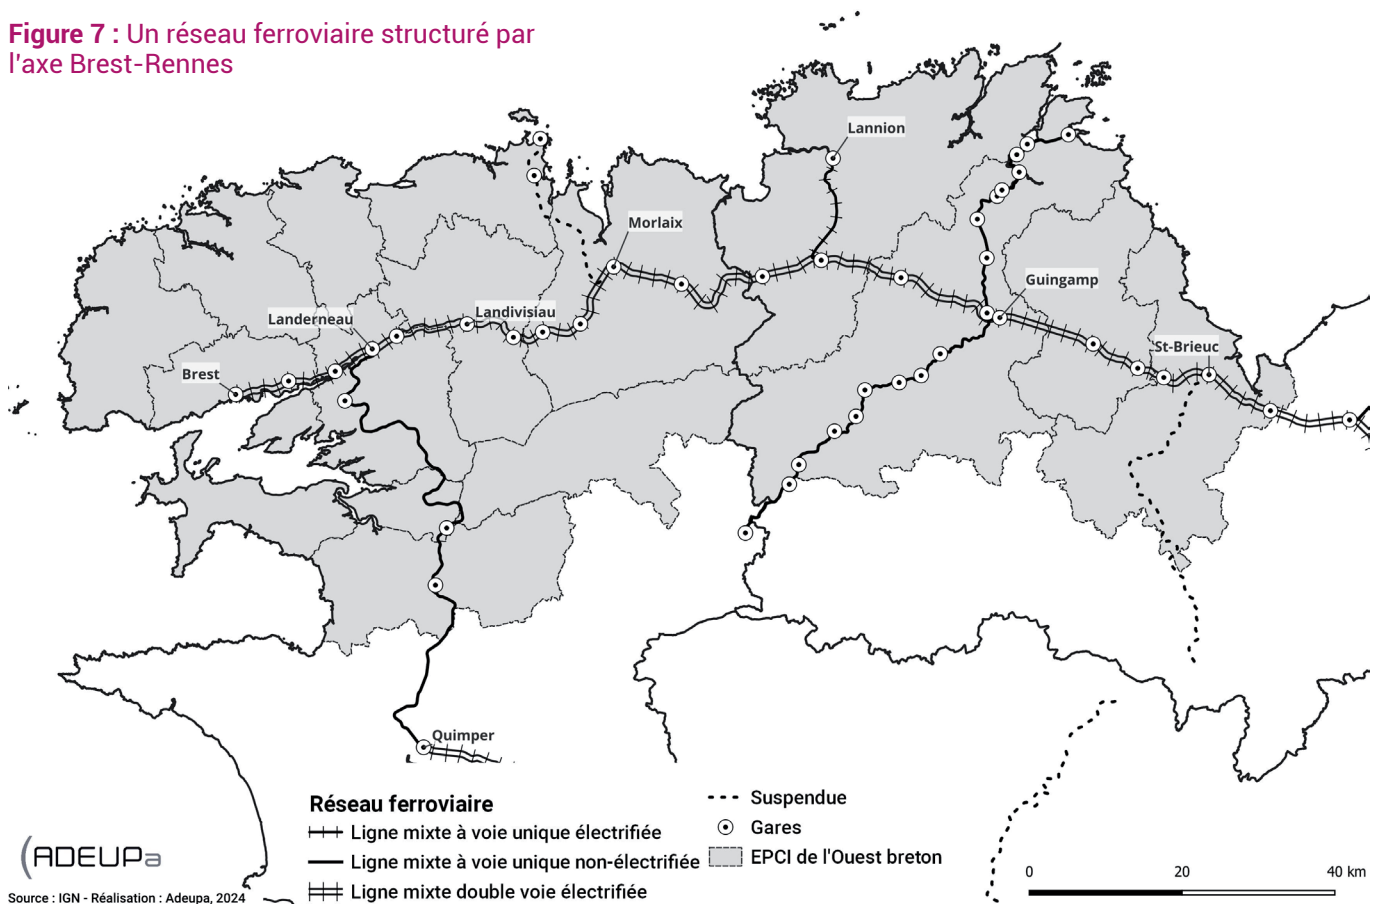 Figure 7 : Un réseau ferroviaire structuré par
l'axe Brest-Rennes
Lannion
Morlaix
Guingamp
Landivisiau
Landerneau
St-Brieuc
Brest
Quimper
Réseau ferroviaire
Ligne mixte à voie unique électrifiée
Ligne mixte à voie unique non-électrifiée
Ligne mixte double voie électrifiée
Suspendue
Gares
EPCI de l'Ouest breton
0 20 40 km
ADEUPa
Source : IGN - Réalisation : Adeupa, 2024